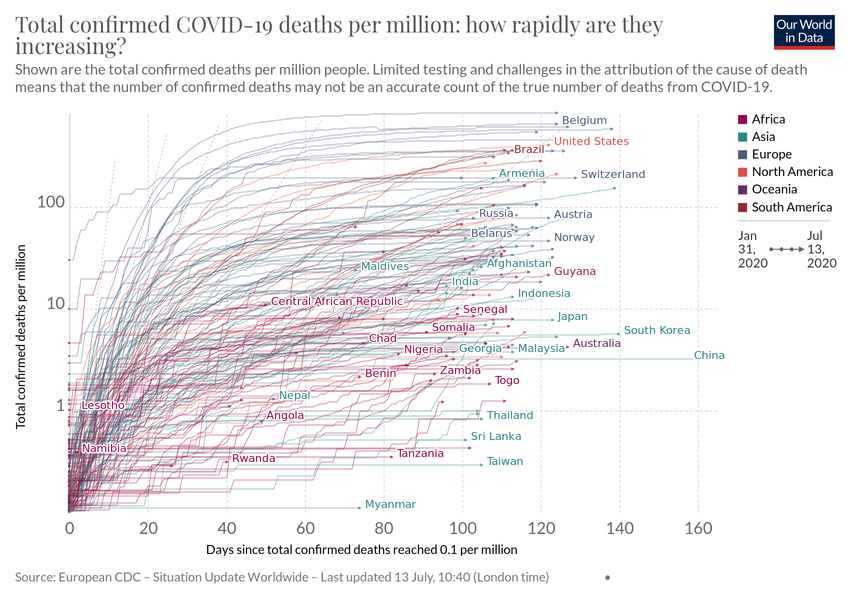 Total confirmed COVID-19 deaths per million: how rapidly are they
increasing?
Our World
in Data
Shown are the total confirmed deaths per million people. Limited testing and challenges in the attribution of the cause of death
means that the number of confirmed deaths may not be an accurate count of the true number of deaths from COVID-19.
Belgium
United States
Brazil
Armenia
Switzerland
Russia
Austria
Belarus
Norway
Maldives
Afghanistan
Guyana
India
Indonesia
Central African Republic
Senegal
Japan
Somalia
South Korea
Chad
Australia
Nigeria
Georgia
Malaysia
China
Benin
Zambia
Togo
Nepal
Lesotho
Angola
Thailand
Sri Lanka
Namibia
Rwanda
Tanzania
Taiwan
Myanmar
Africa
Asia
Europe
North America
Oceania
South America
Jan
31,
2020
Jul
13,
2020
Total confirmed deaths per million
100
10
1
0 20 40 60 80 100 120 140 160
Days since total confirmed deaths reached 0.1 per million
Source: European CDC – Situation Update Worldwide – Last updated 13 July, 10:40 (London time)